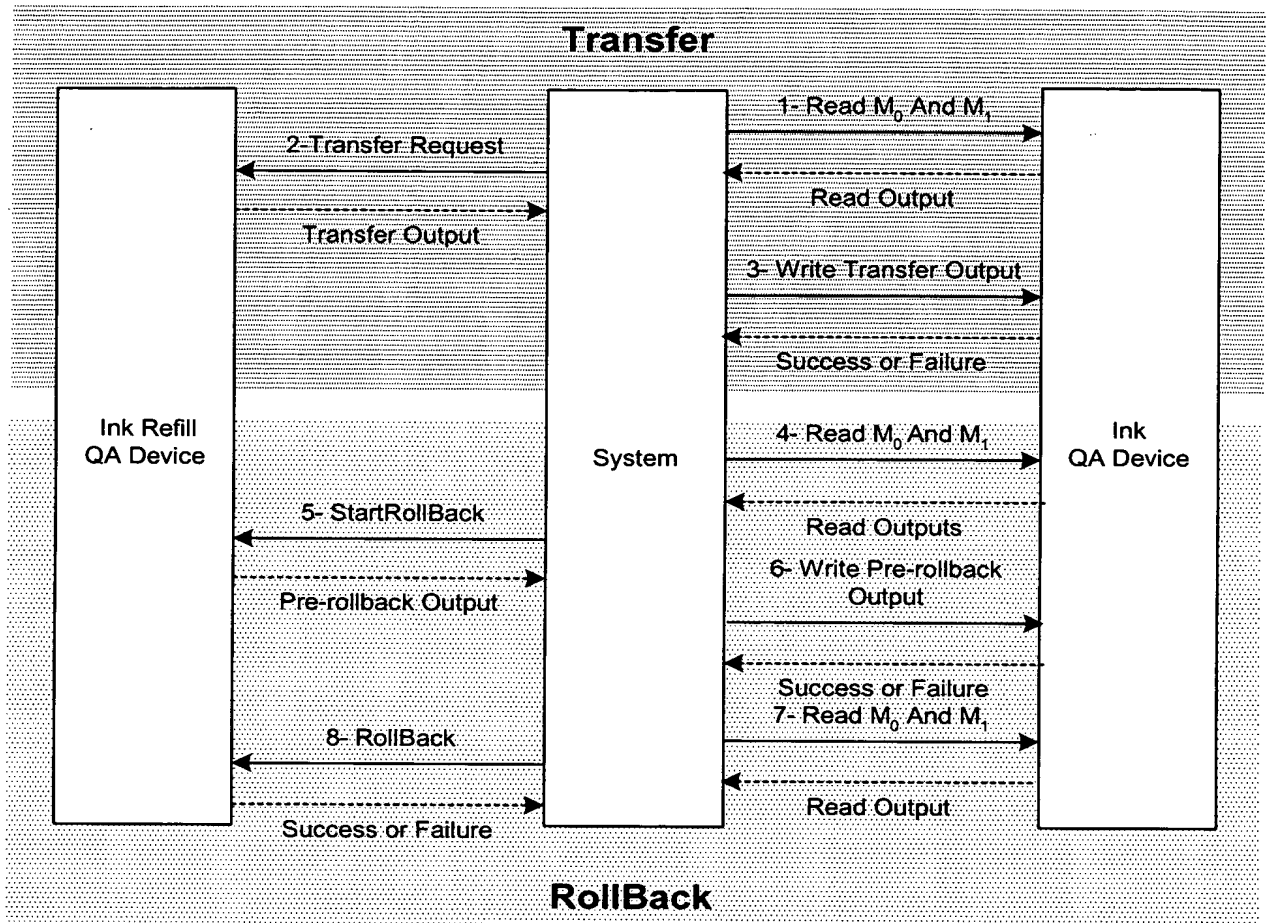 Transfer
1- Read M₀ And M₁
2-Transfer Request
Read Output
Transfer Output
3- Write Transfer Output
Success or Failure
Ink Refill
QA Device
System
Ink
QA Device
4- Read M₀ And M₁
Read Outputs
5- StartRollBack
Pre-rollback Output
6- Write Pre-rollback
Output
Success or Failure
7- Read M₀ And M₁
8- RollBack
Read Output
Success or Failure
RollBack